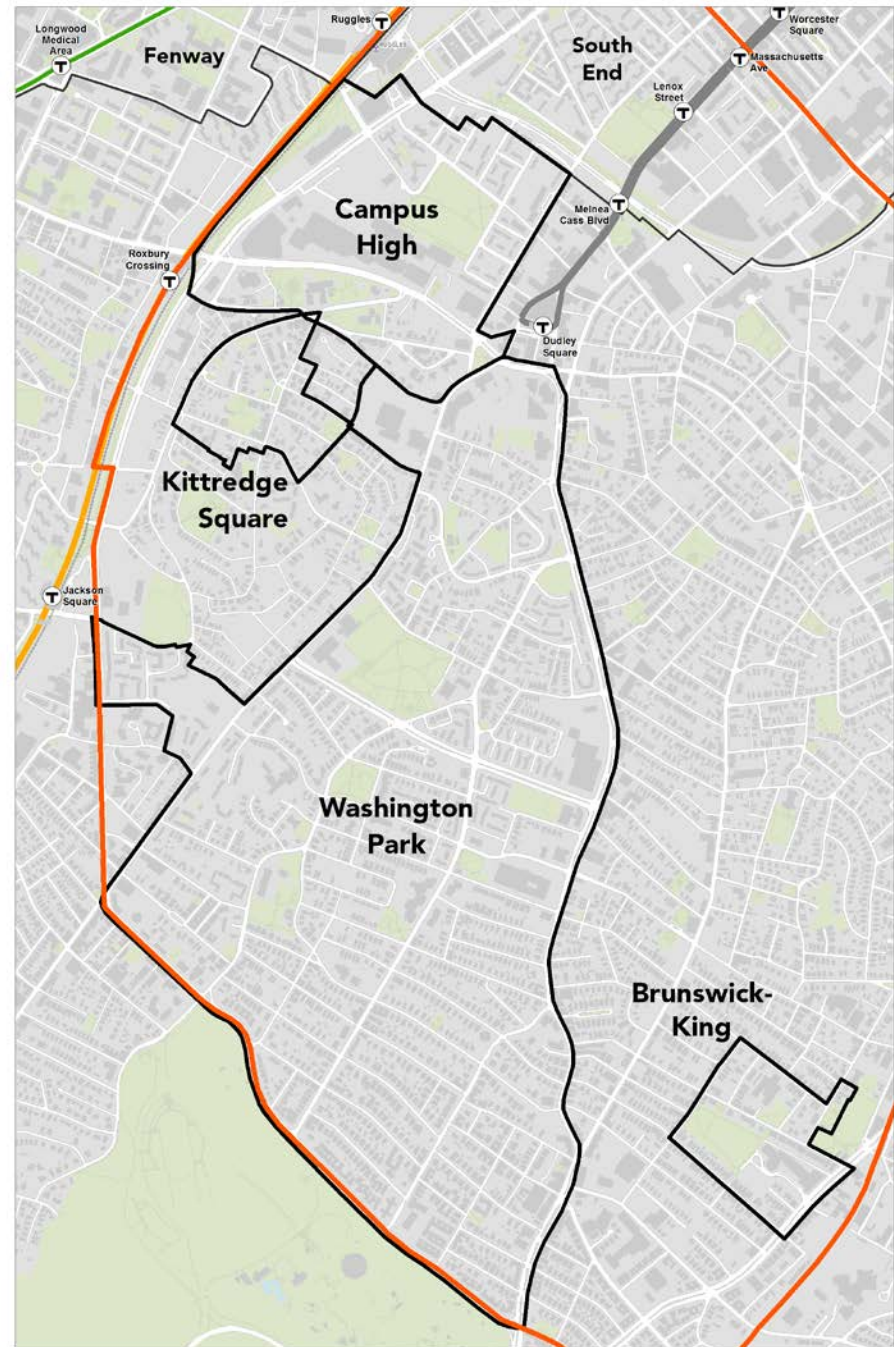 Ruggles
Worcester
Square
Longwood
Medical
Area
Fenway
South
End
Massachusetts
Ave
Lenox
Street
Campus
High
Melnea
Cass Blvd
Roxbury
Crossing
Dudley
Square
Kittredge
Square
Jackson
Square
Washington
Park
Brunswick-
King